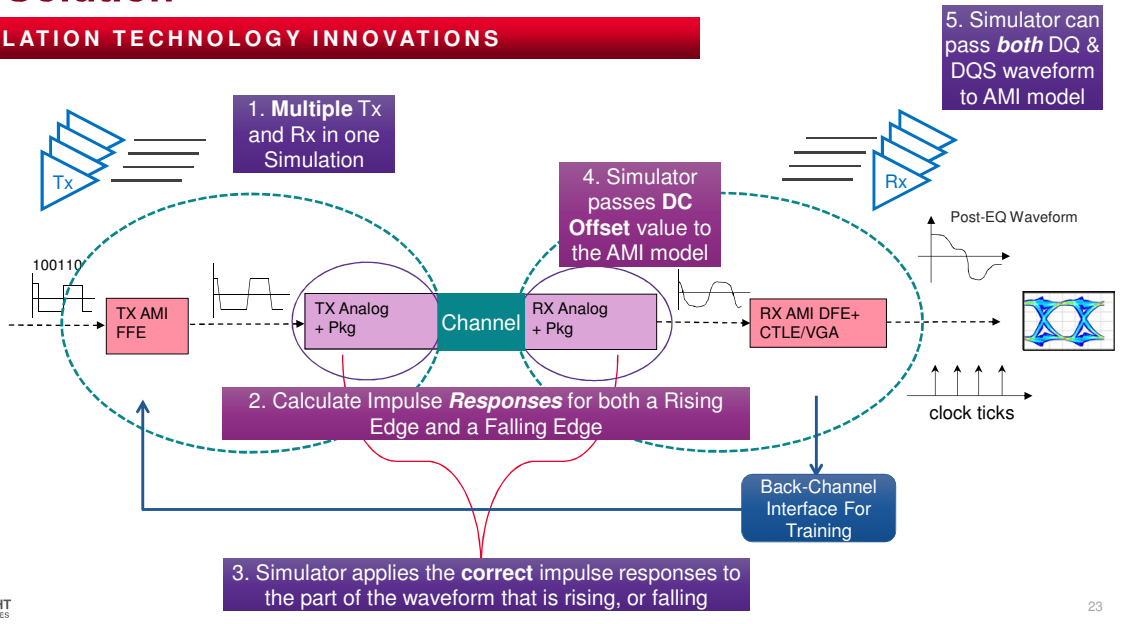 Solution
LATION TECHNOLOGY INNOVATIONS
5. Simulator can
pass both DQ &
DQS waveform
to AMI model
1. Multiple Tx
and Rx in one
Simulation
Tx
4. Simulator
passes DC
Offset value to
the AMI model
Rx
Post-EQ Waveform
100110
TX AMI
FFE
TX Analog
+ Pkg
Channel
RX Analog
+ Pkg
RX AMI DFE+
CTLE/VGA
clock ticks
2. Calculate Impulse Responses for both a Rising
Edge and a Falling Edge
Back-Channel
Interface For
Training
3. Simulator applies the correct impulse responses to
the part of the waveform that is rising, or falling
HT
ES
23